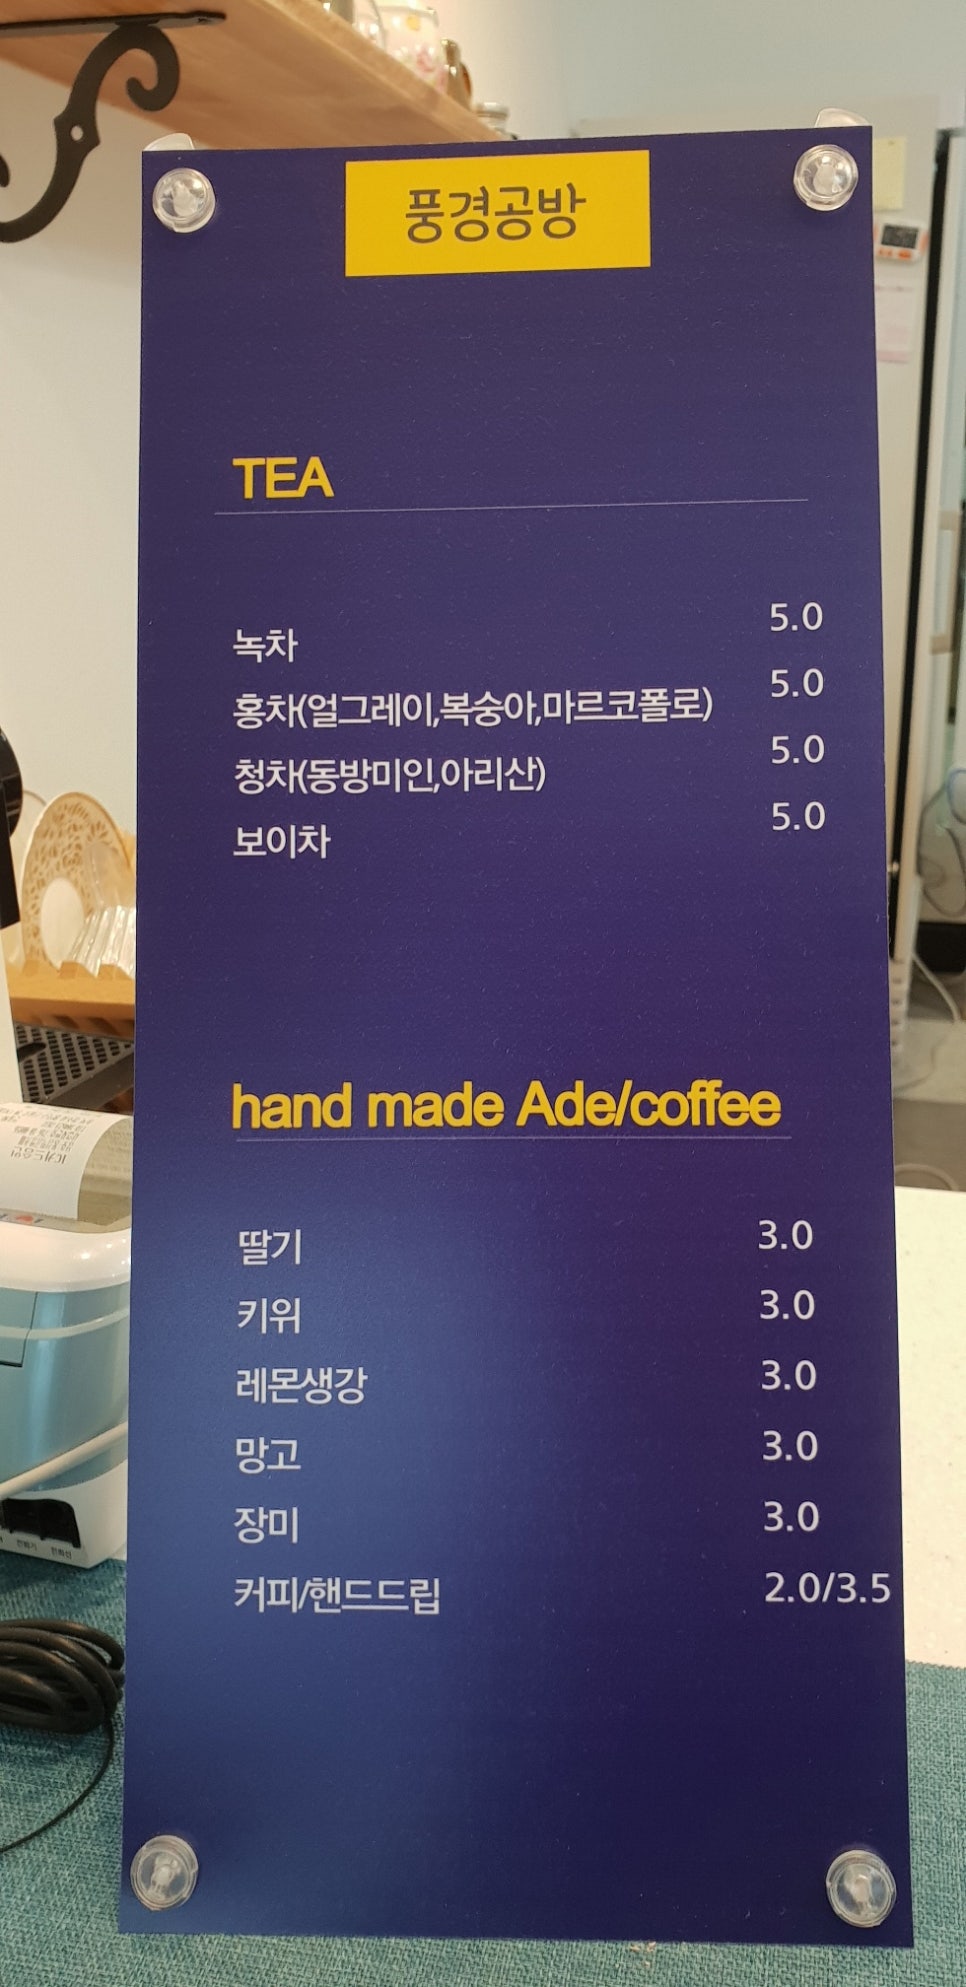 풍경공방
TEA
녹차 5.0
홍차(얼그레이,복숭아,마르코폴로) 5.0
청차(동방미인,아리산) 5.0
보이차 5.0
hand made Ade/coffee
딸기 3.0
키위 3.0
레몬생강 3.0
망고 3.0
장미 3.0
커피/핸드드립 2.0/3.5